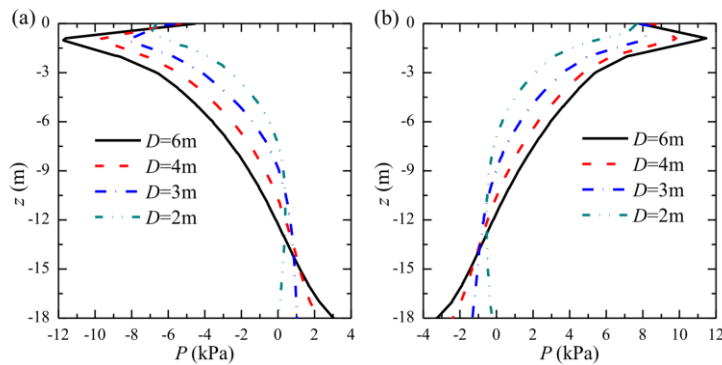 (a)
0
-3
-6
-9
-12
-15
-18
z (m)
D=6m
D=4m
D=3m
D=2m
-12 -10 -8 -6 -4 -2 0 2 4
P (kPa)
(b)
0
-3
-6
-9
-12
-15
-18
z (m)
D=6m
D=4m
D=3m
D=2m
-4 -2 0 2 4 6 8 10 12
P (kPa)